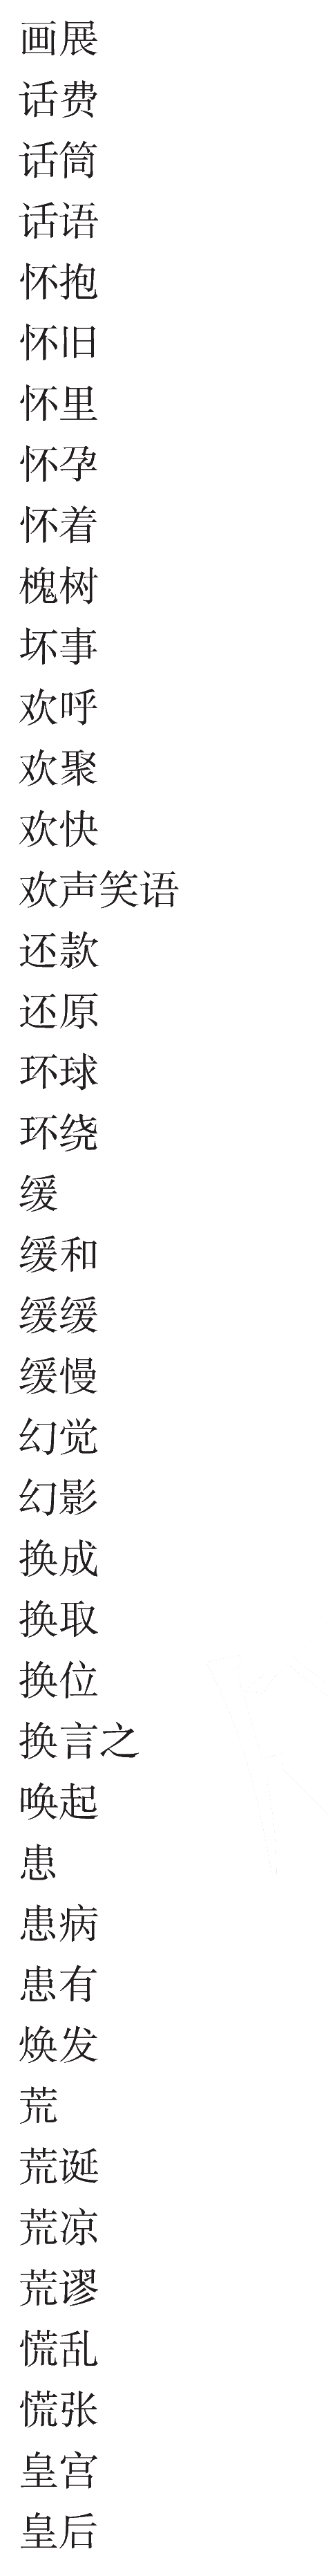 画展
话费
话筒
话语
怀抱
怀旧
怀里
怀孕
怀着
槐树
坏事
欢呼
欢聚
欢快
欢声笑语
还款
还原
环球
环绕
缓
缓和
缓缓
缓慢
幻觉
幻影
换成
换取
换位
换言之
唤起
患
患病
患有
焕发
荒
荒诞
荒凉
荒谬
慌乱
慌张
皇宫
皇后